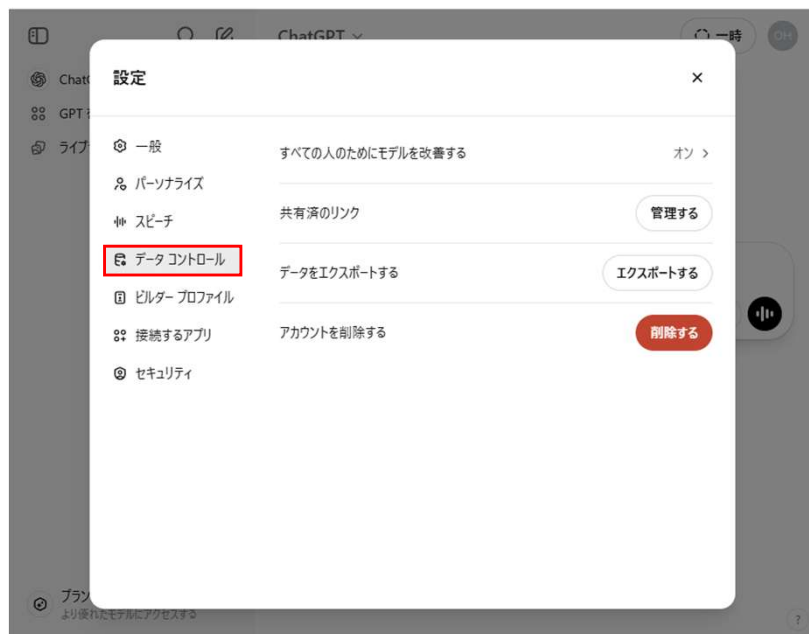 ChatGPT
一時
OH
設定
Chat
GPT
ライブ
一般
すべての人のためにモデルを改善する
オン
パーソナライズ
スピーチ
共有済のリンク
管理する
データ コントロール
データをエクスポートする
エクスポートする
ビルダー プロファイル
接続するアプリ
アカウントを削除する
削除する
セキュリティ
プラン
より優れたモデルにアクセスする
?